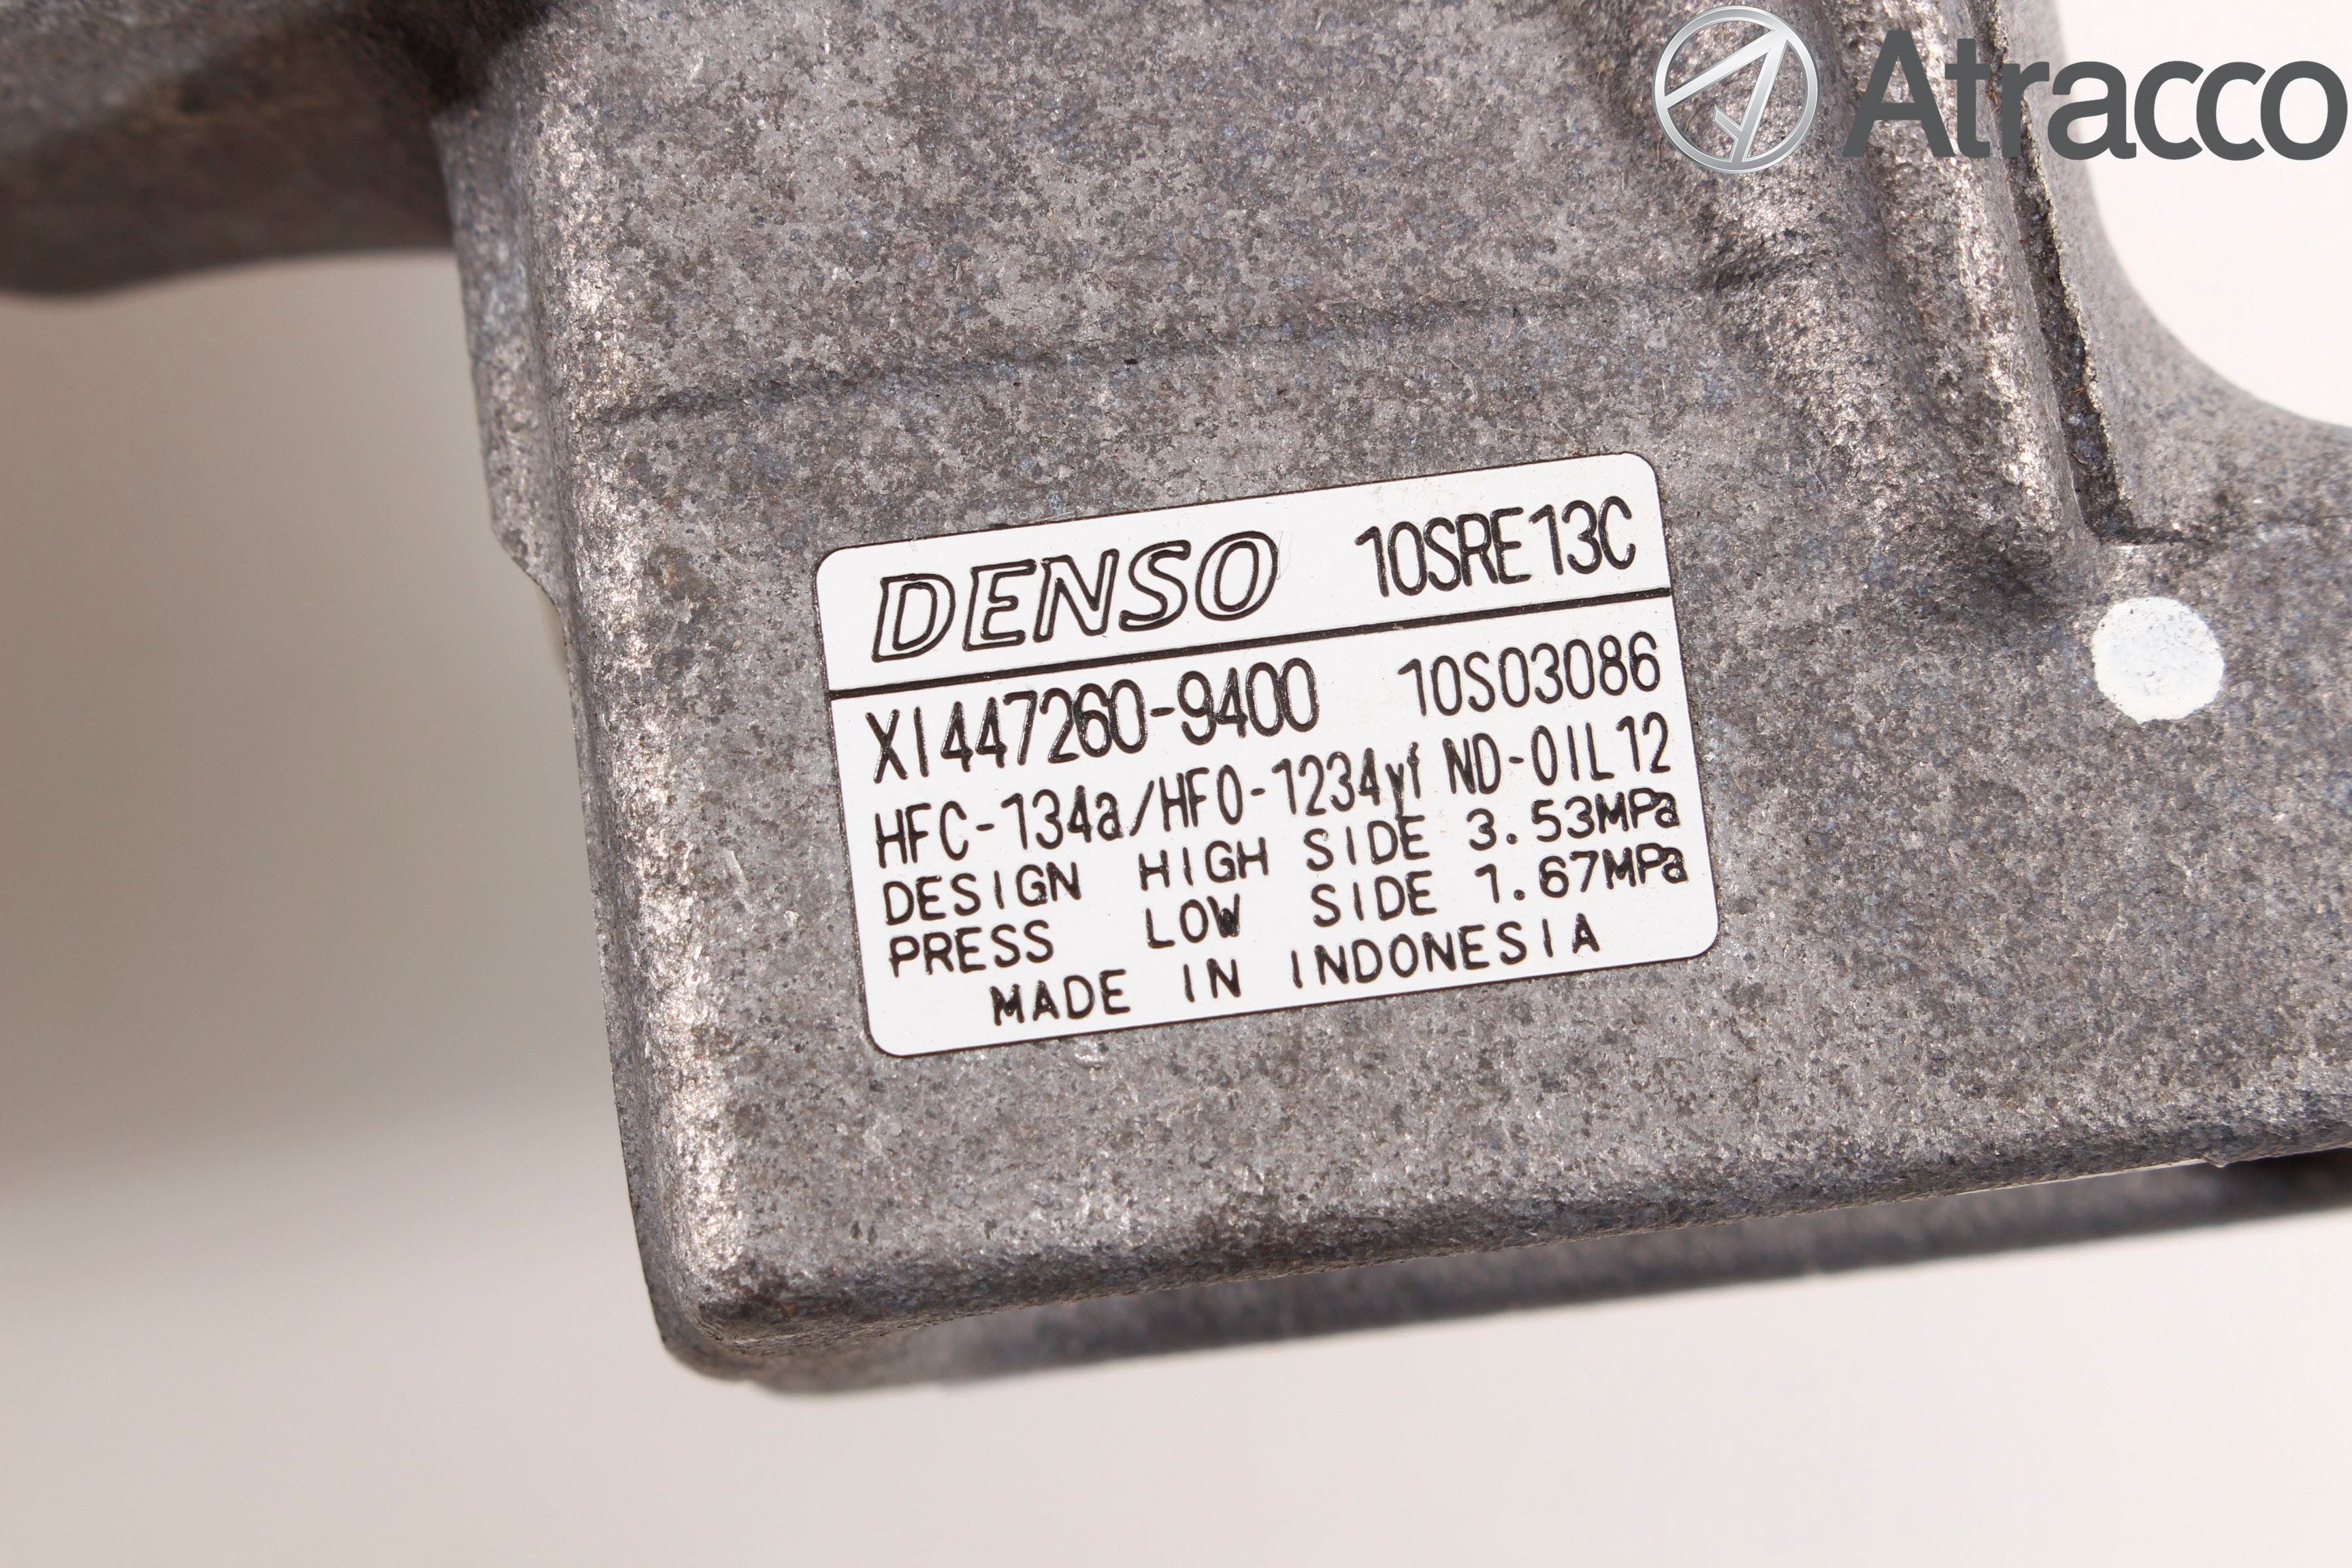 Atracco
DENSO 10SRE13C
XI447260-9400 10S03086
HFC-134a/HFO-1234yf ND-OIL12
DESIGN HIGH SIDE 3.53MPa
PRESS LOW SIDE 1.67MPa
MADE IN INDONESIA